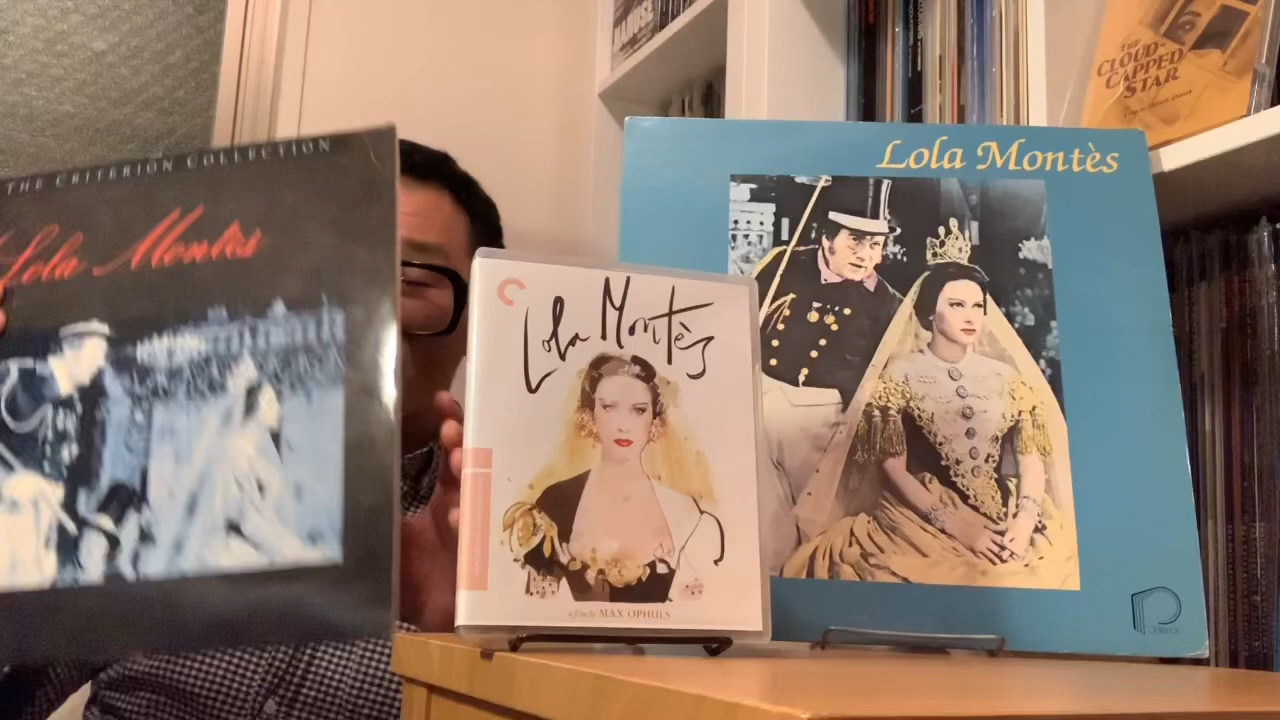 THE CRITERION COLLECTION
Lola Montès
Lola Montès
a film by MAX OPHULS
Lola Montès
THE
CLOUD-
CAPPED
STAR